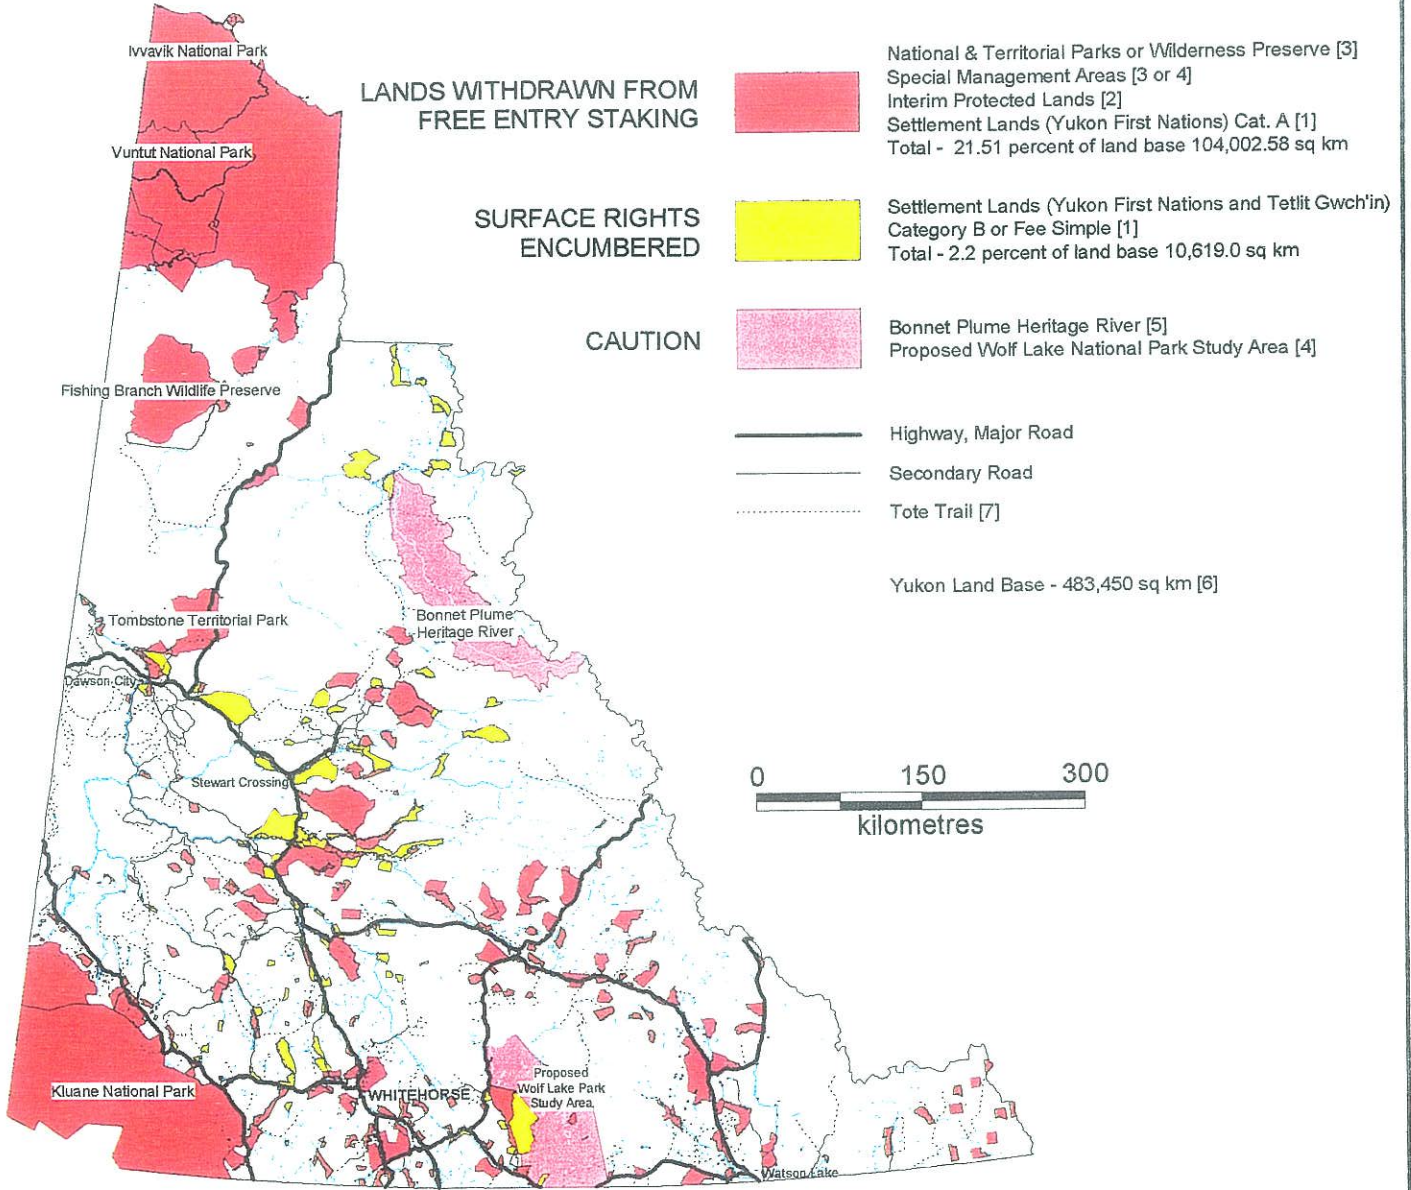 Ivvavik National Park
Vuntut National Park
Fishing Branch Wildlife Preserve
Tombstone Territorial Park
Bonnet Plume
Heritage River
Dawson City
Stewart Crossing
Kluane National Park
WHITEHORSE
Proposed
Wolf Lake Park
Study Area
Watson Lake
LANDS WITHDRAWN FROM
FREE ENTRY STAKING
National & Territorial Parks or Wilderness Preserve [3]
Special Management Areas [3 or 4]
Interim Protected Lands [2]
Settlement Lands (Yukon First Nations) Cat. A [1]
Total - 21.51 percent of land base 104,002.58 sq km
SURFACE RIGHTS
ENCUMBERED
Settlement Lands (Yukon First Nations and Tetlit Gwch'in)
Category B or Fee Simple [1]
Total - 2.2 percent of land base 10,619.0 sq km
CAUTION
Bonnet Plume Heritage River [5]
Proposed Wolf Lake National Park Study Area [4]
Highway, Major Road
Secondary Road
Tote Trail [7]
Yukon Land Base - 483,450 sq km [6]
0 150 300
kilometres